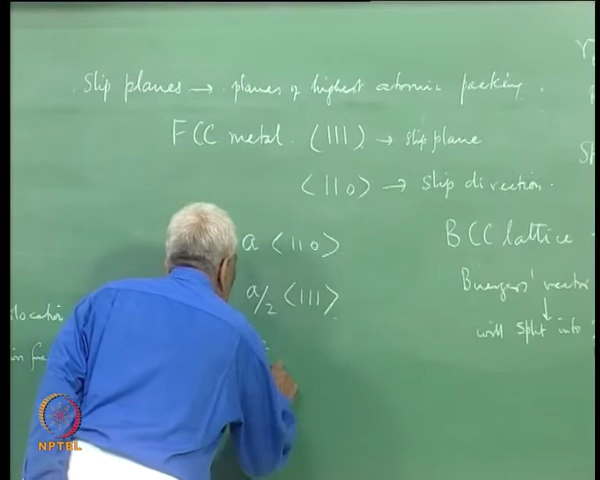 Slip planes → planes of highest atomic packing.
FCC metal. (111) → slip plane
<110> → slip direction.
a <110>
a/2 <111>
BCC lattice -
Buergers' vector
↓
will split into
NPTEL